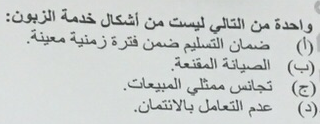 واحدة من التالي ليست من أشكال خدمة الزبون:
(أ) ضمان التسليم ضمن فترة زمنية معينة.
(ب) الصيانة المقنعة.
(ج) تجانس ممثلي المبيعات.
(د) عدم التعامل بالائتمان.